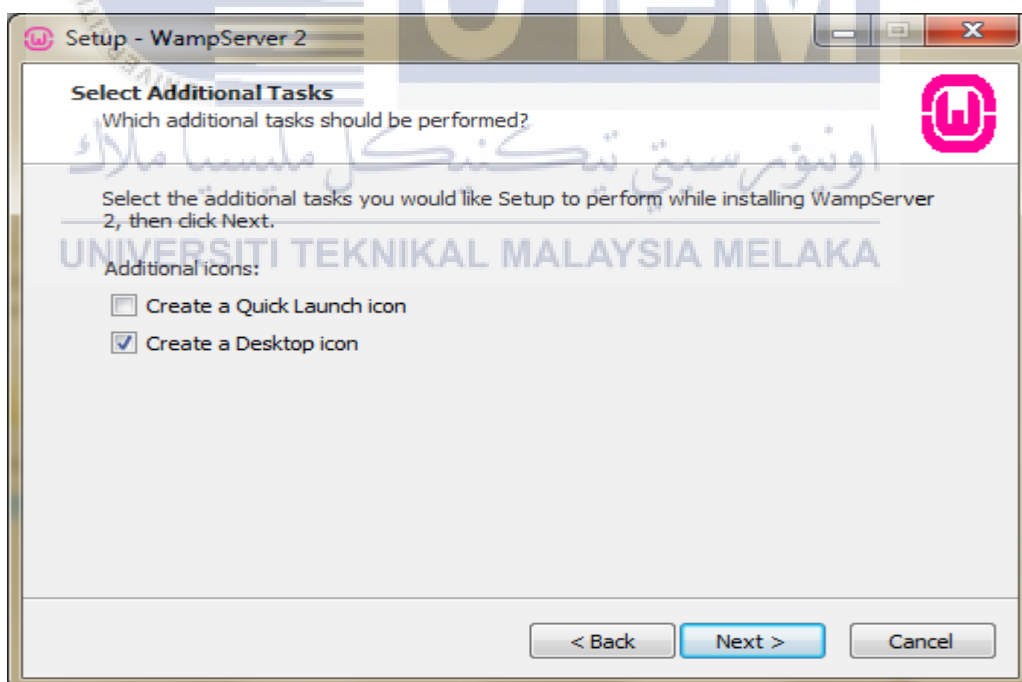 UTeM
Setup - WampServer 2
Select Additional Tasks
Which additional tasks should be performed?
اونيۏرسيتي تيكنيكل مليسيا ملاك
Select the additional tasks you would like Setup to perform while installing WampServer
2, then click Next.
UNIVERSITI TEKNIKAL MALAYSIA MELAKA
Additional icons:
Create a Quick Launch icon
Create a Desktop icon
< Back
Next >
Cancel